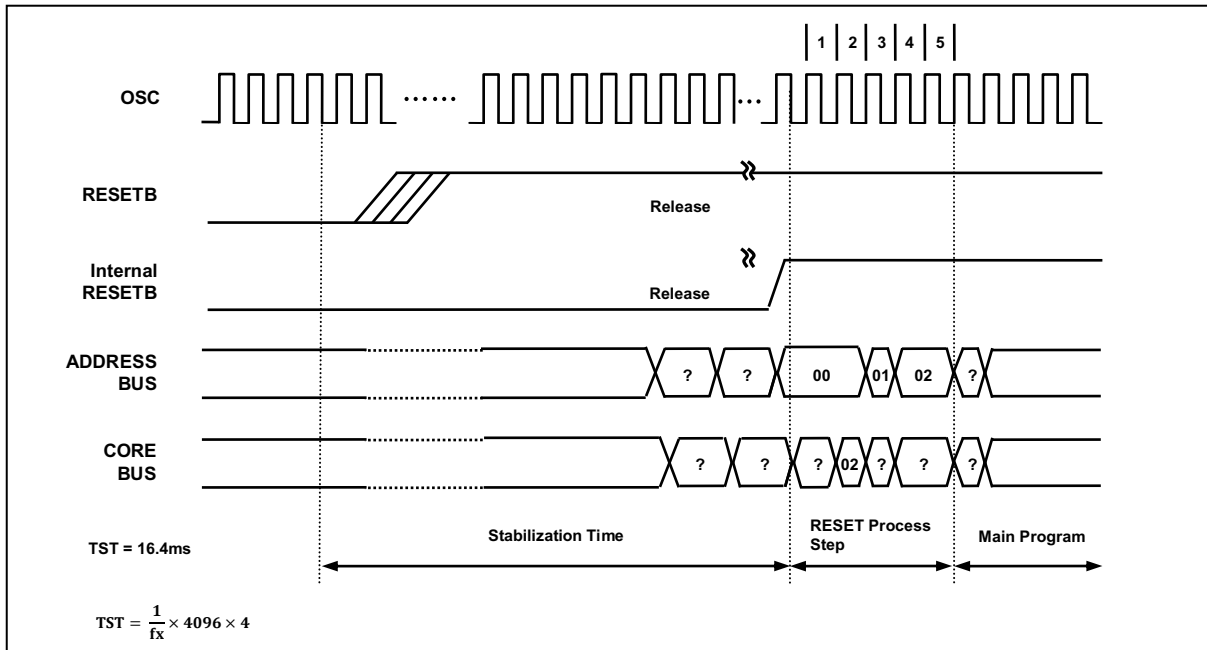 1 2 3 4 5
OSC
......
...
RESETB
Release
Internal
RESETB
Release
ADDRESS
BUS
? ? 00 01 02 ?
CORE
BUS
? ? ? 02 ? ? ?
TST = 16.4ms
Stabilization Time
RESET Process
Step
Main Program
TST = 1/fx × 4096 × 4